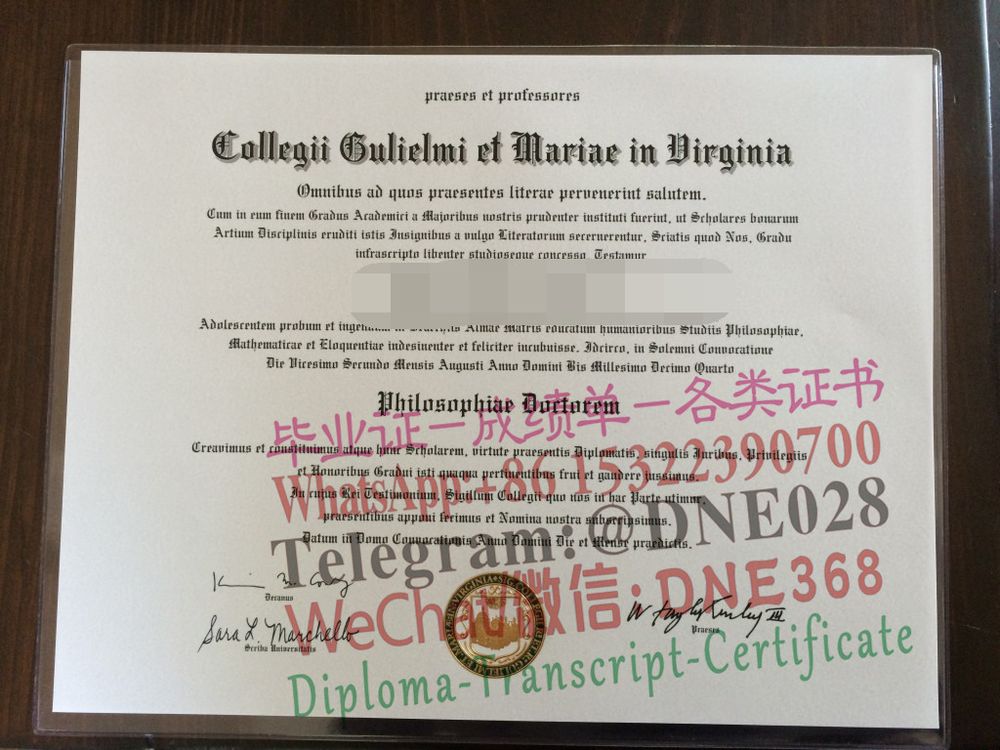 praeses et professores
Collegii Gulielmi et Mariae in Virginia
Omnibus ad quos praesentes literae pervenerint salutem.
Cum in eum finem Gradus Academici a Majoribus nostris prudenter instituti fuerint, ut Scholares bonarum
Artium Disciplinis eruditi istis Insignibus a vulgo Literatorum secernerentur, Sciatis quod Nos, Gradu
infrascripto libenter studioseque concesso, Testamur
Adolescentem probum et Almae Matris educatum humanioribus Studiis Philosophiae,
Mathematicae et Eloquentiae indesinenter et feliciter incubuisse. Idcirco, in Solemni Convocatione
Die Vicesimo Secundo Mensis Augusti Anno Domini Bis Millesimo Decimo Quarto
Philosophiae Doctorem
毕业证—成绩单—各类证书
Creavimus et constituimus atque hunc Scholarem, virtute praesentis Diplomatis, singulis Juribus, Privilegiis
et Honoribus Gradui isti quaqua pertinentibus frui et gaudere jussimus.
WhatsApp:+86 15322390700
In cujus Rei Testimonium, Sigillum Collegii quo nos in hac Parte utimur,
praesentibus apponi fecimus et Nomina nostra subscripsimus.
Telegram:@DNE028
Datum in Domo Convocationis Anno Domini Die et Mense praedictis.
WeChat微信:DNE368
Decanus
Sara L. Marchello
Scriba Universitatis
W Taylor Reveley III
Praeses
Diploma-Transcript-Certificate